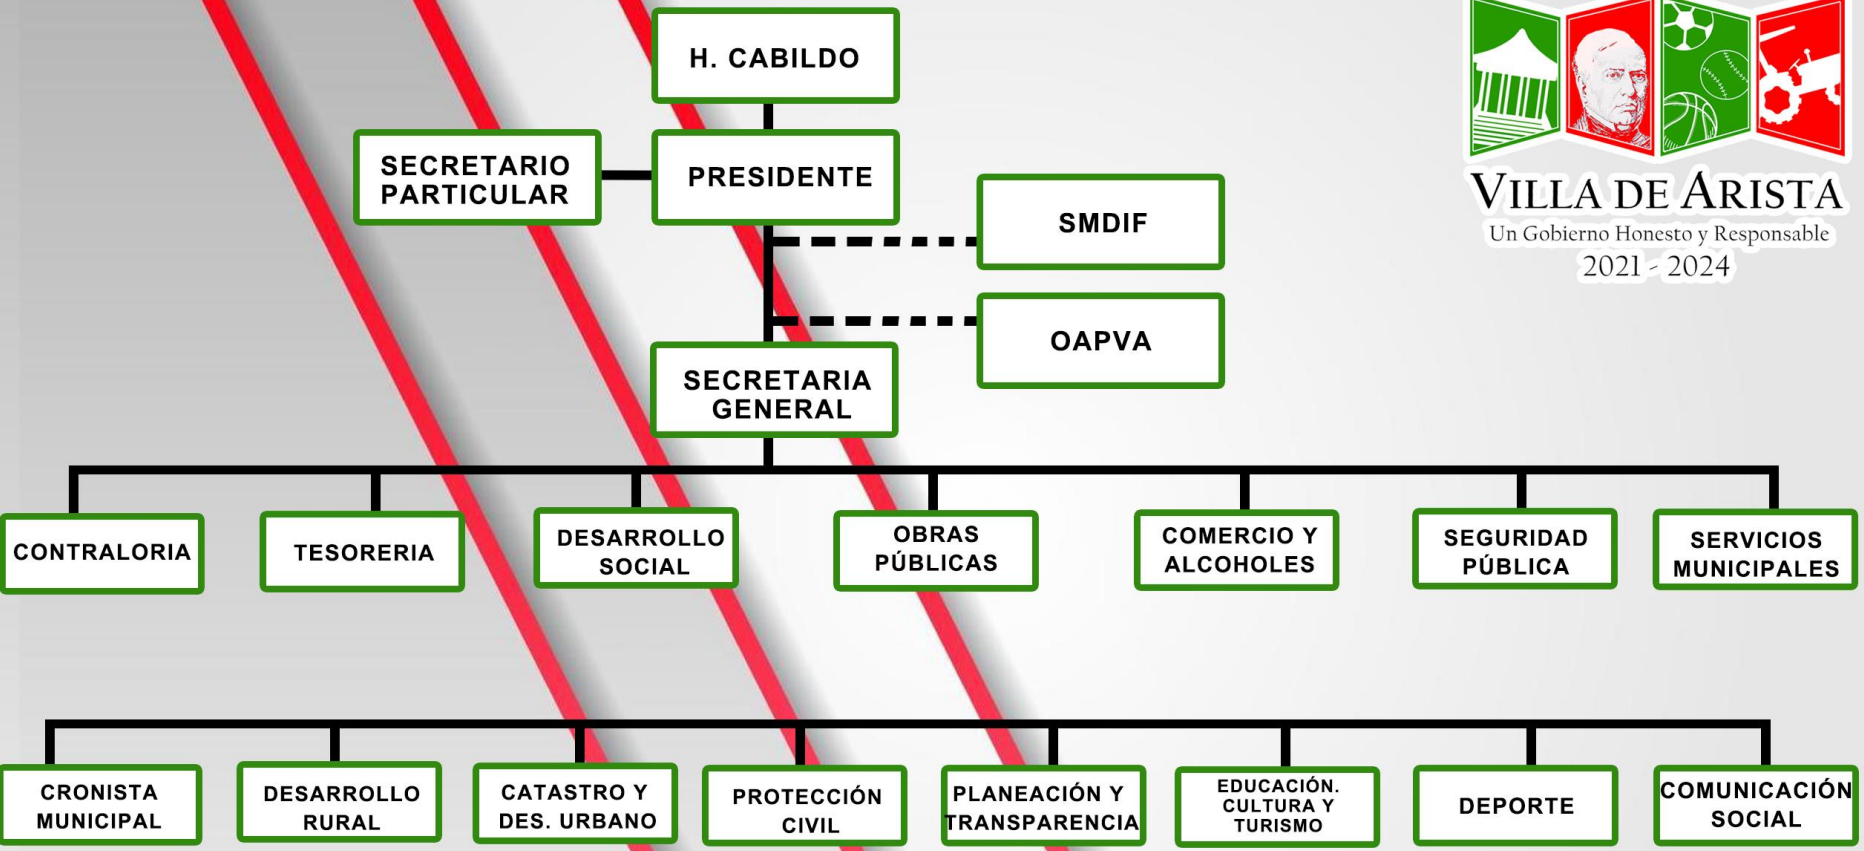 H. CABILDO
SECRETARIO
PARTICULAR
PRESIDENTE
SMDIF
OAPVA
SECRETARIA
GENERAL
VILLA DE ARISTA
Un Gobierno Honesto y Responsable
2021 - 2024
CONTRALORIA
TESORERIA
DESARROLLO
SOCIAL
OBRAS
PÚBLICAS
COMERCIO Y
ALCOHOLES
SEGURIDAD
PÚBLICA
SERVICIOS
MUNICIPALES
CRONISTA
MUNICIPAL
DESARROLLO
RURAL
CATASTRO Y
DES. URBANO
PROTECCIÓN
CIVIL
PLANEACIÓN Y
TRANSPARENCIA
EDUCACIÓN.
CULTURA Y
TURISMO
DEPORTE
COMUNICACIÓN
SOCIAL